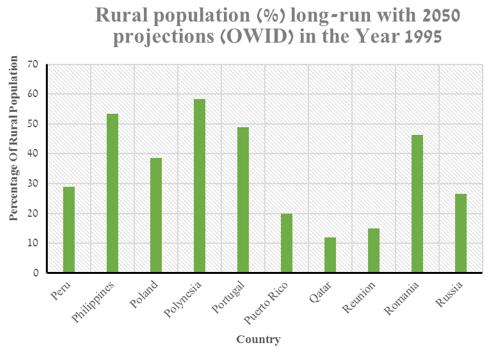 Rural population (%) long-run with 2050
projections (OWID) in the Year 1995
Percentage Of Rural Population
70
60
50
40
30
20
10
0
Peru
Philippines
Poland
Polynesia
Portugal
Puerto Rico
Qatar
Reunion
Romania
Russia
Country